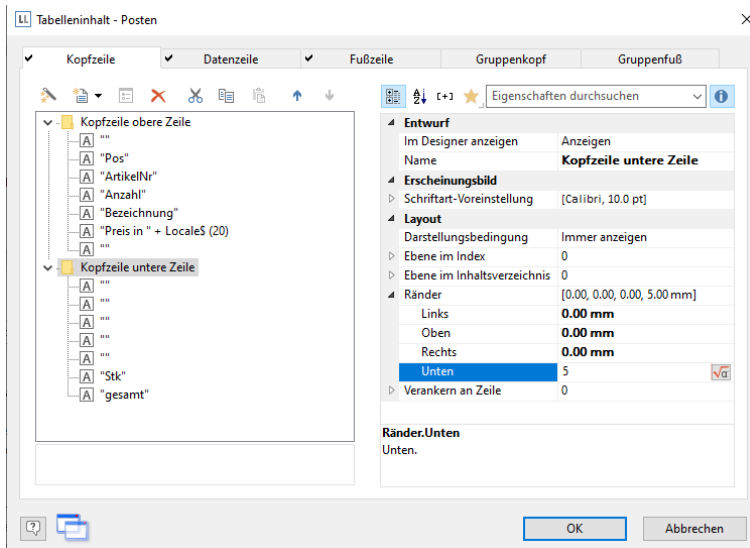 LL Tabelleninhalt - Posten
Kopfzeile Datenzeile Fußzeile Gruppenkopf Gruppenfuß
Eigenschaften durchsuchen
Kopfzeile obere Zeile
A ""
A "Pos"
A "ArtikelNr"
A "Anzahl"
A "Bezeichnung"
A "Preis in " + Locale$ (20)
A ""
Kopfzeile untere Zeile
A ""
A ""
A ""
A ""
A ""
A "Stk"
A "gesamt"
Entwurf
Im Designer anzeigen Anzeigen
Name Kopfzeile untere Zeile
Erscheinungsbild
Schriftart-Voreinstellung [Calibri, 10.0 pt]
Layout
Darstellungsbedingung Immer anzeigen
Ebene im Index 0
Ebene im Inhaltsverzeichnis 0
Ränder [0.00, 0.00, 0.00, 5.00 mm]
Links 0.00 mm
Oben 0.00 mm
Rechts 0.00 mm
Unten 5
Verankern an Zeile 0
Ränder.Unten
Unten.
OK Abbrechen